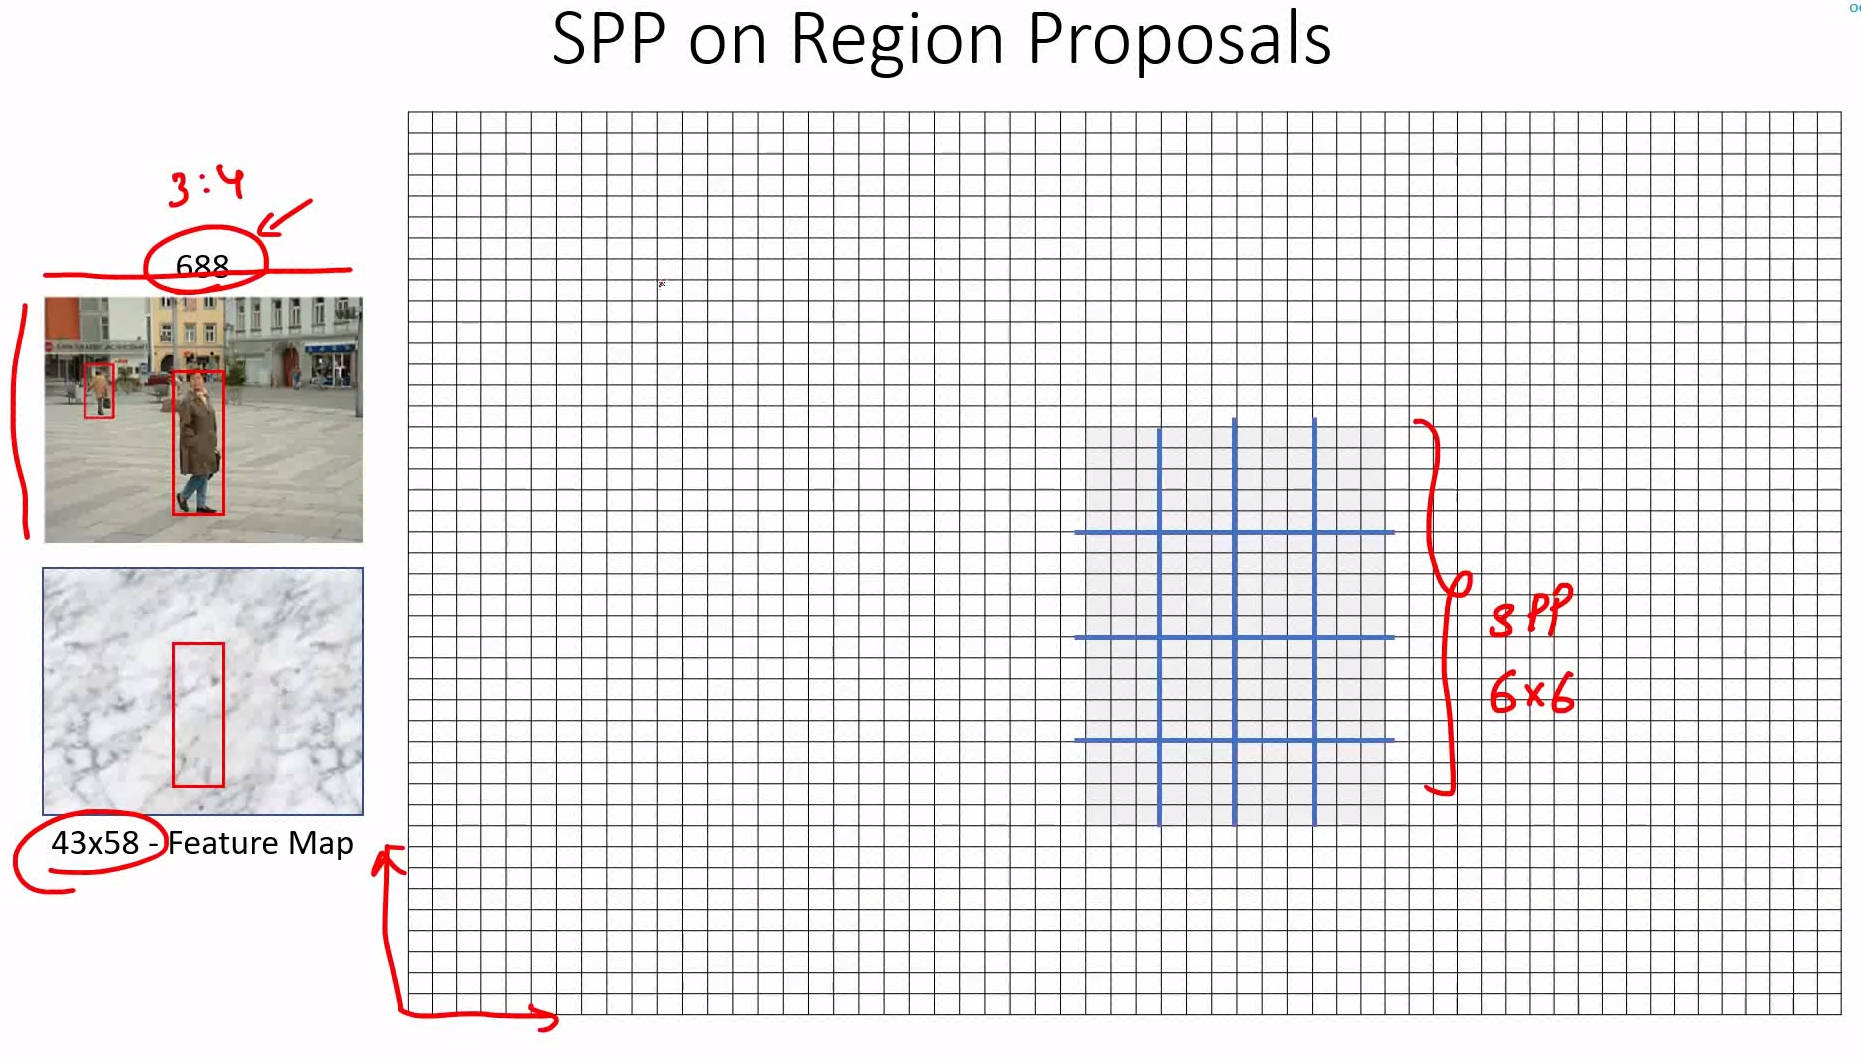 SPP on Region Proposals
3:4
688
43x58 - Feature Map
SPP
6x6